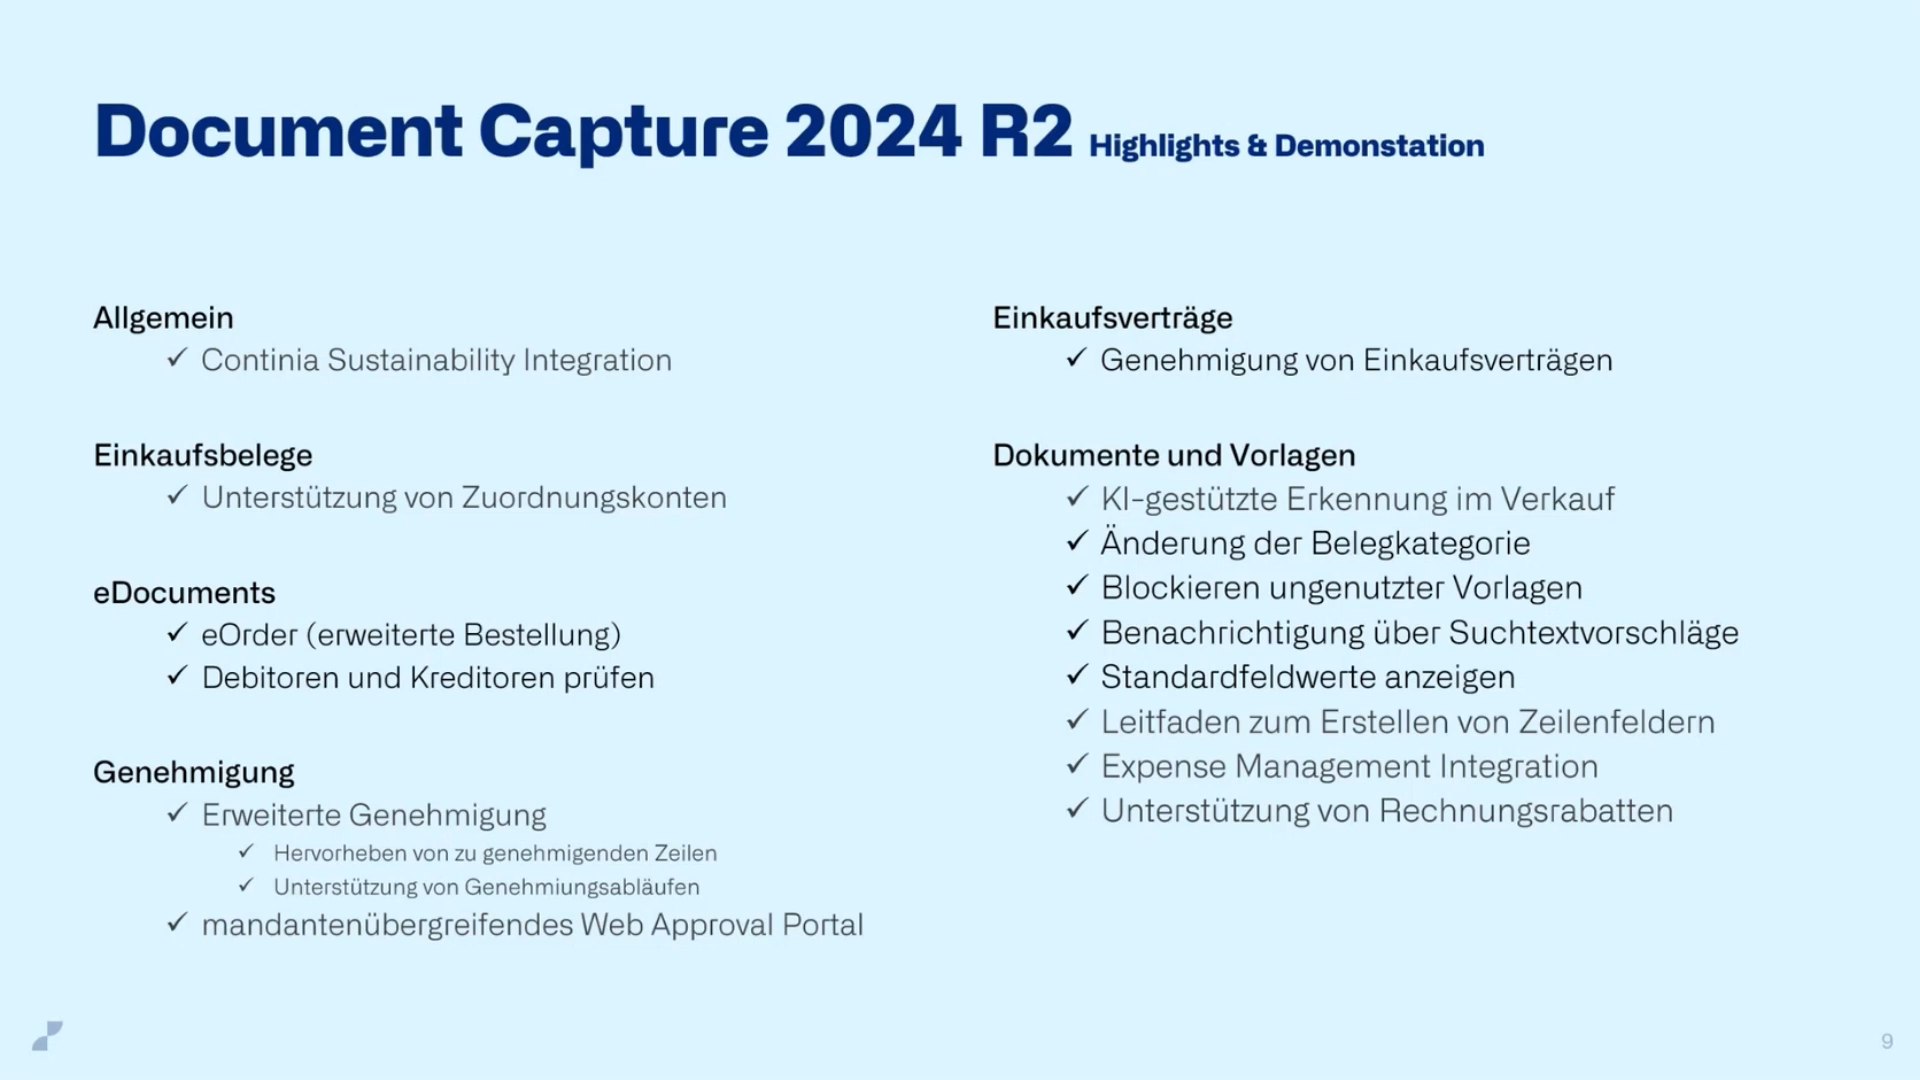 Document Capture 2024 R2 Highlights & Demonstation
Allgemein
✓ Continia Sustainability Integration
Einkaufsbelege
✓ Unterstützung von Zuordnungskonten
eDocuments
✓ eOrder (erweiterte Bestellung)
✓ Debitoren und Kreditoren prüfen
Genehmigung
✓ Erweiterte Genehmigung
✓ Hervorheben von zu genehmigenden Zeilen
✓ Unterstützung von Genehmiungsabläufen
✓ mandantenübergreifendes Web Approval Portal
Einkaufsverträge
✓ Genehmigung von Einkaufsverträgen
Dokumente und Vorlagen
✓ KI-gestützte Erkennung im Verkauf
✓ Änderung der Belegkategorie
✓ Blockieren ungenutzter Vorlagen
✓ Benachrichtigung über Suchtextvorschläge
✓ Standardfeldwerte anzeigen
✓ Leitfaden zum Erstellen von Zeilenfeldern
✓ Expense Management Integration
✓ Unterstützung von Rechnungsrabatten
9